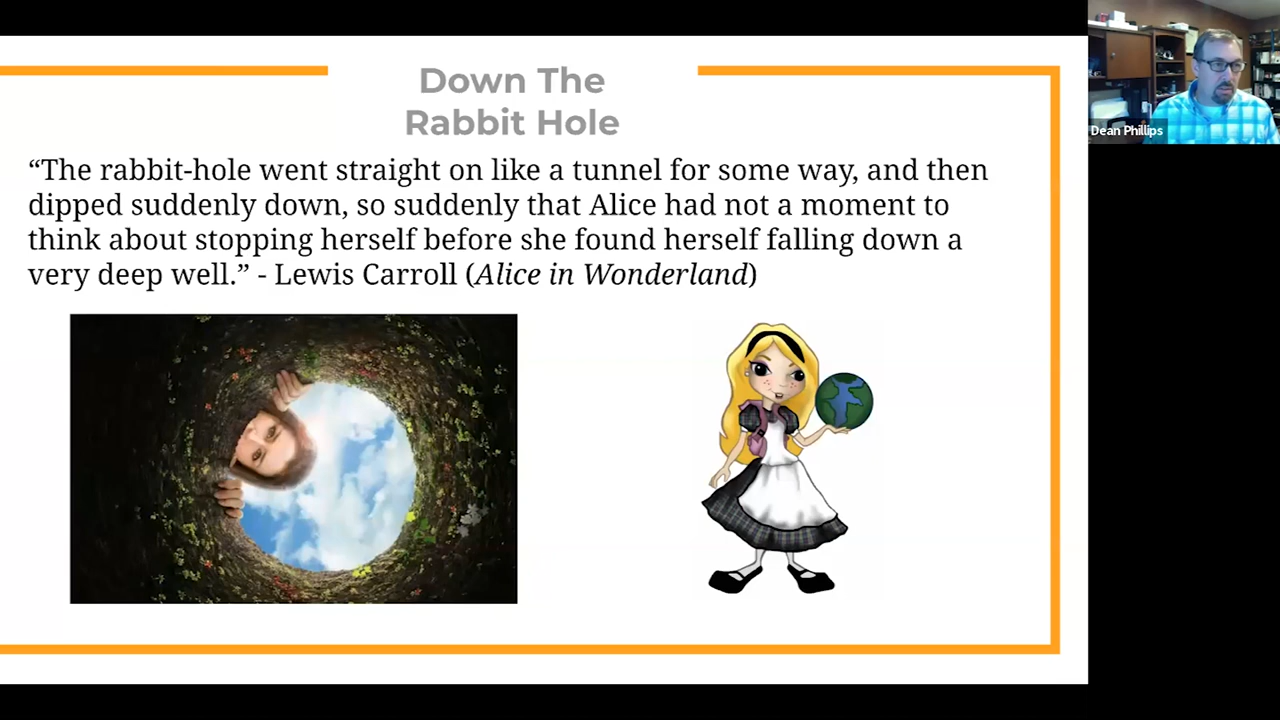 Down The
Rabbit Hole
“The rabbit-hole went straight on like a tunnel for some way, and then
dipped suddenly down, so suddenly that Alice had not a moment to
think about stopping herself before she found herself falling down a
very deep well.” - Lewis Carroll (Alice in Wonderland)
Dean Phillips